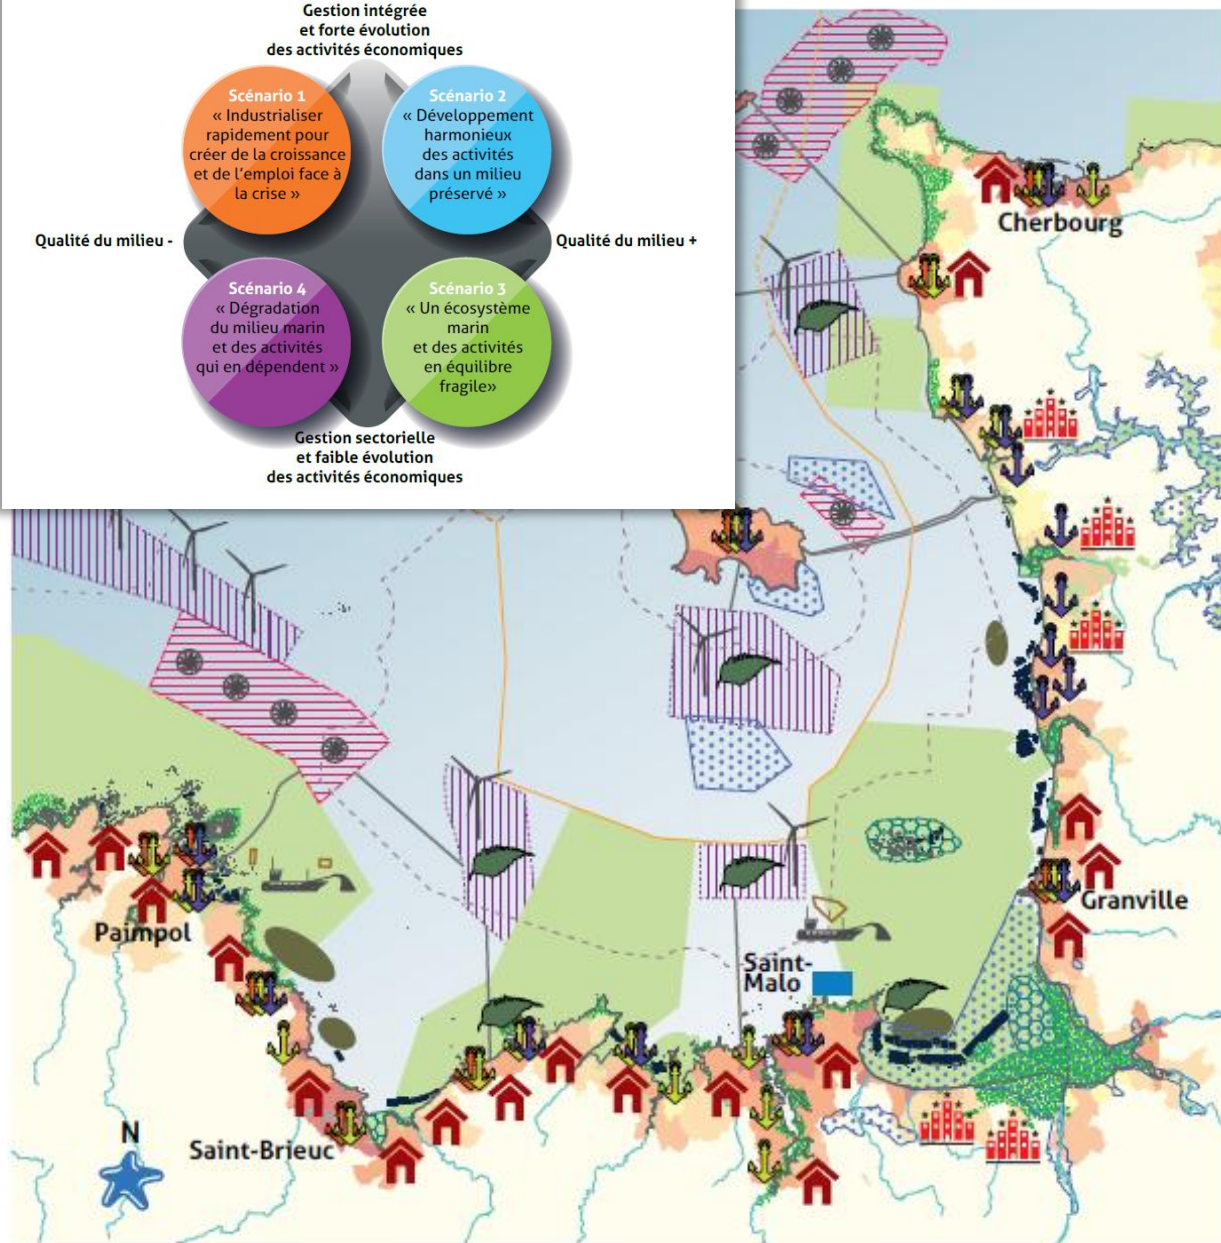 Gestion intégrée
et forte évolution
des activités économiques
Scénario 1
« Industrialiser
rapidement pour
créer de la croissance
et de l'emploi face à
la crise »
Scénario 2
« Développement
harmonieux
des activités
dans un milieu
préservé »
Qualité du milieu -
Qualité du milieu +
Scénario 4
« Dégradation
du milieu marin
et des activités
qui en dépendent »
Scénario 3
« Un écosystème
marin
et des activités
en équilibre
fragile»
Gestion sectorielle
et faible évolution
des activités économiques
Cherbourg
Granville
Paimpol
Saint-
Malo
Saint-Brieuc
N